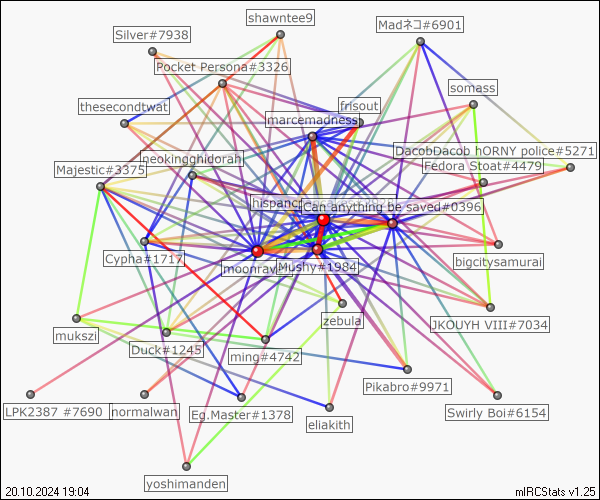 shawntee9
Madネコ#6901
Silver#7938
Pocket Persona#3326
somass
thesecondtwat
frisout
marcemadness
DacobDacob hORNY police#5271
neokingghidorah
Fedora Stoat#4479
Majestic#3375
Can anything be saved#0396
Cypha#1717
moonrave
Mushy#1984
bigcitysamurai
zebula
JKOUYH VIII#7034
mukszi
Duck#1245
ming#4742
Pikabro#9971
LPK2387 #7690
normalwan
Eg.Master#1378
Swirly Boi#6154
eliakith
yoshimanden
20.10.2024 19:04
mIRCStats v1.25